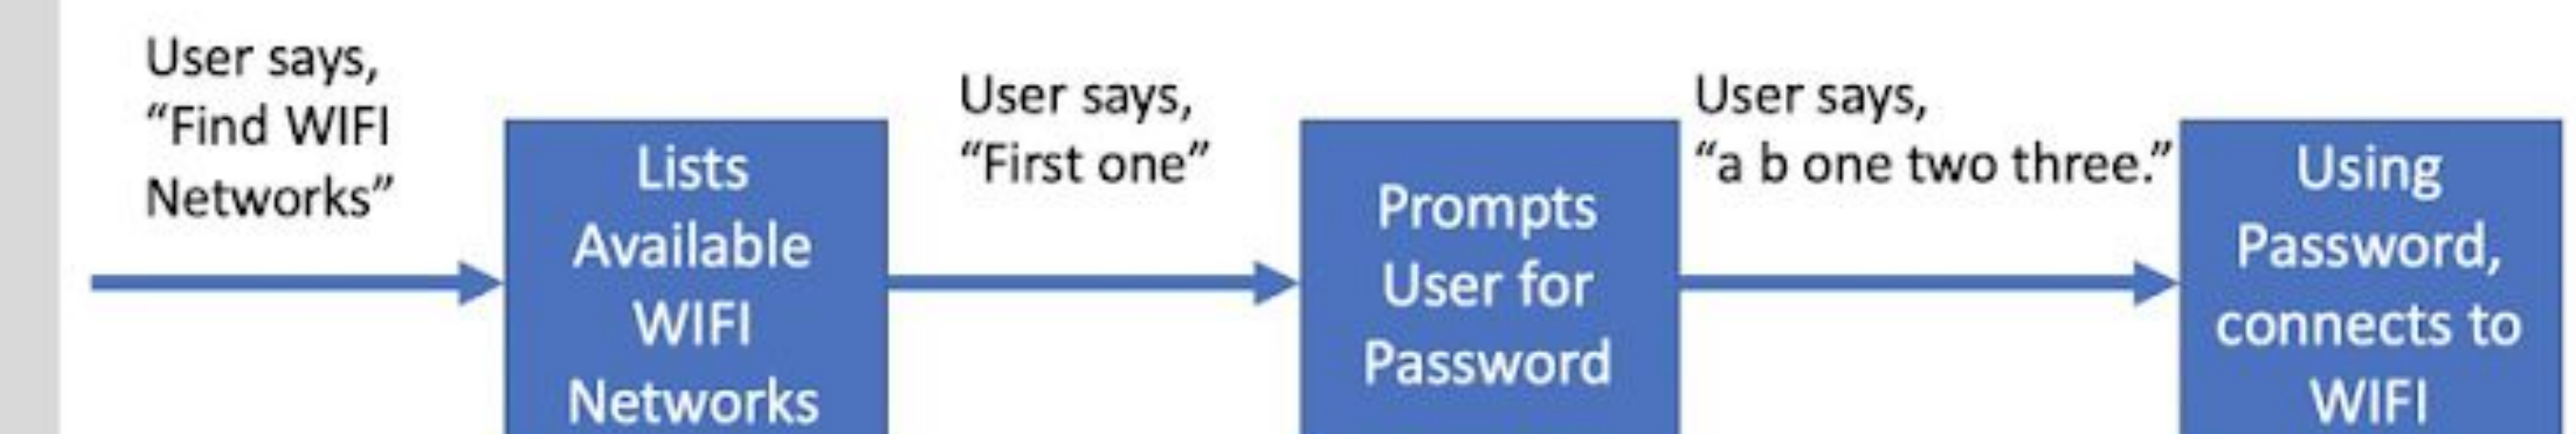 User says,
“Find WIFI
Networks”
Lists
Available
WIFI
Networks
User says,
“First one”
Prompts
User for
Password
User says,
“a b one two three.”
Using
Password,
connects to
WIFI